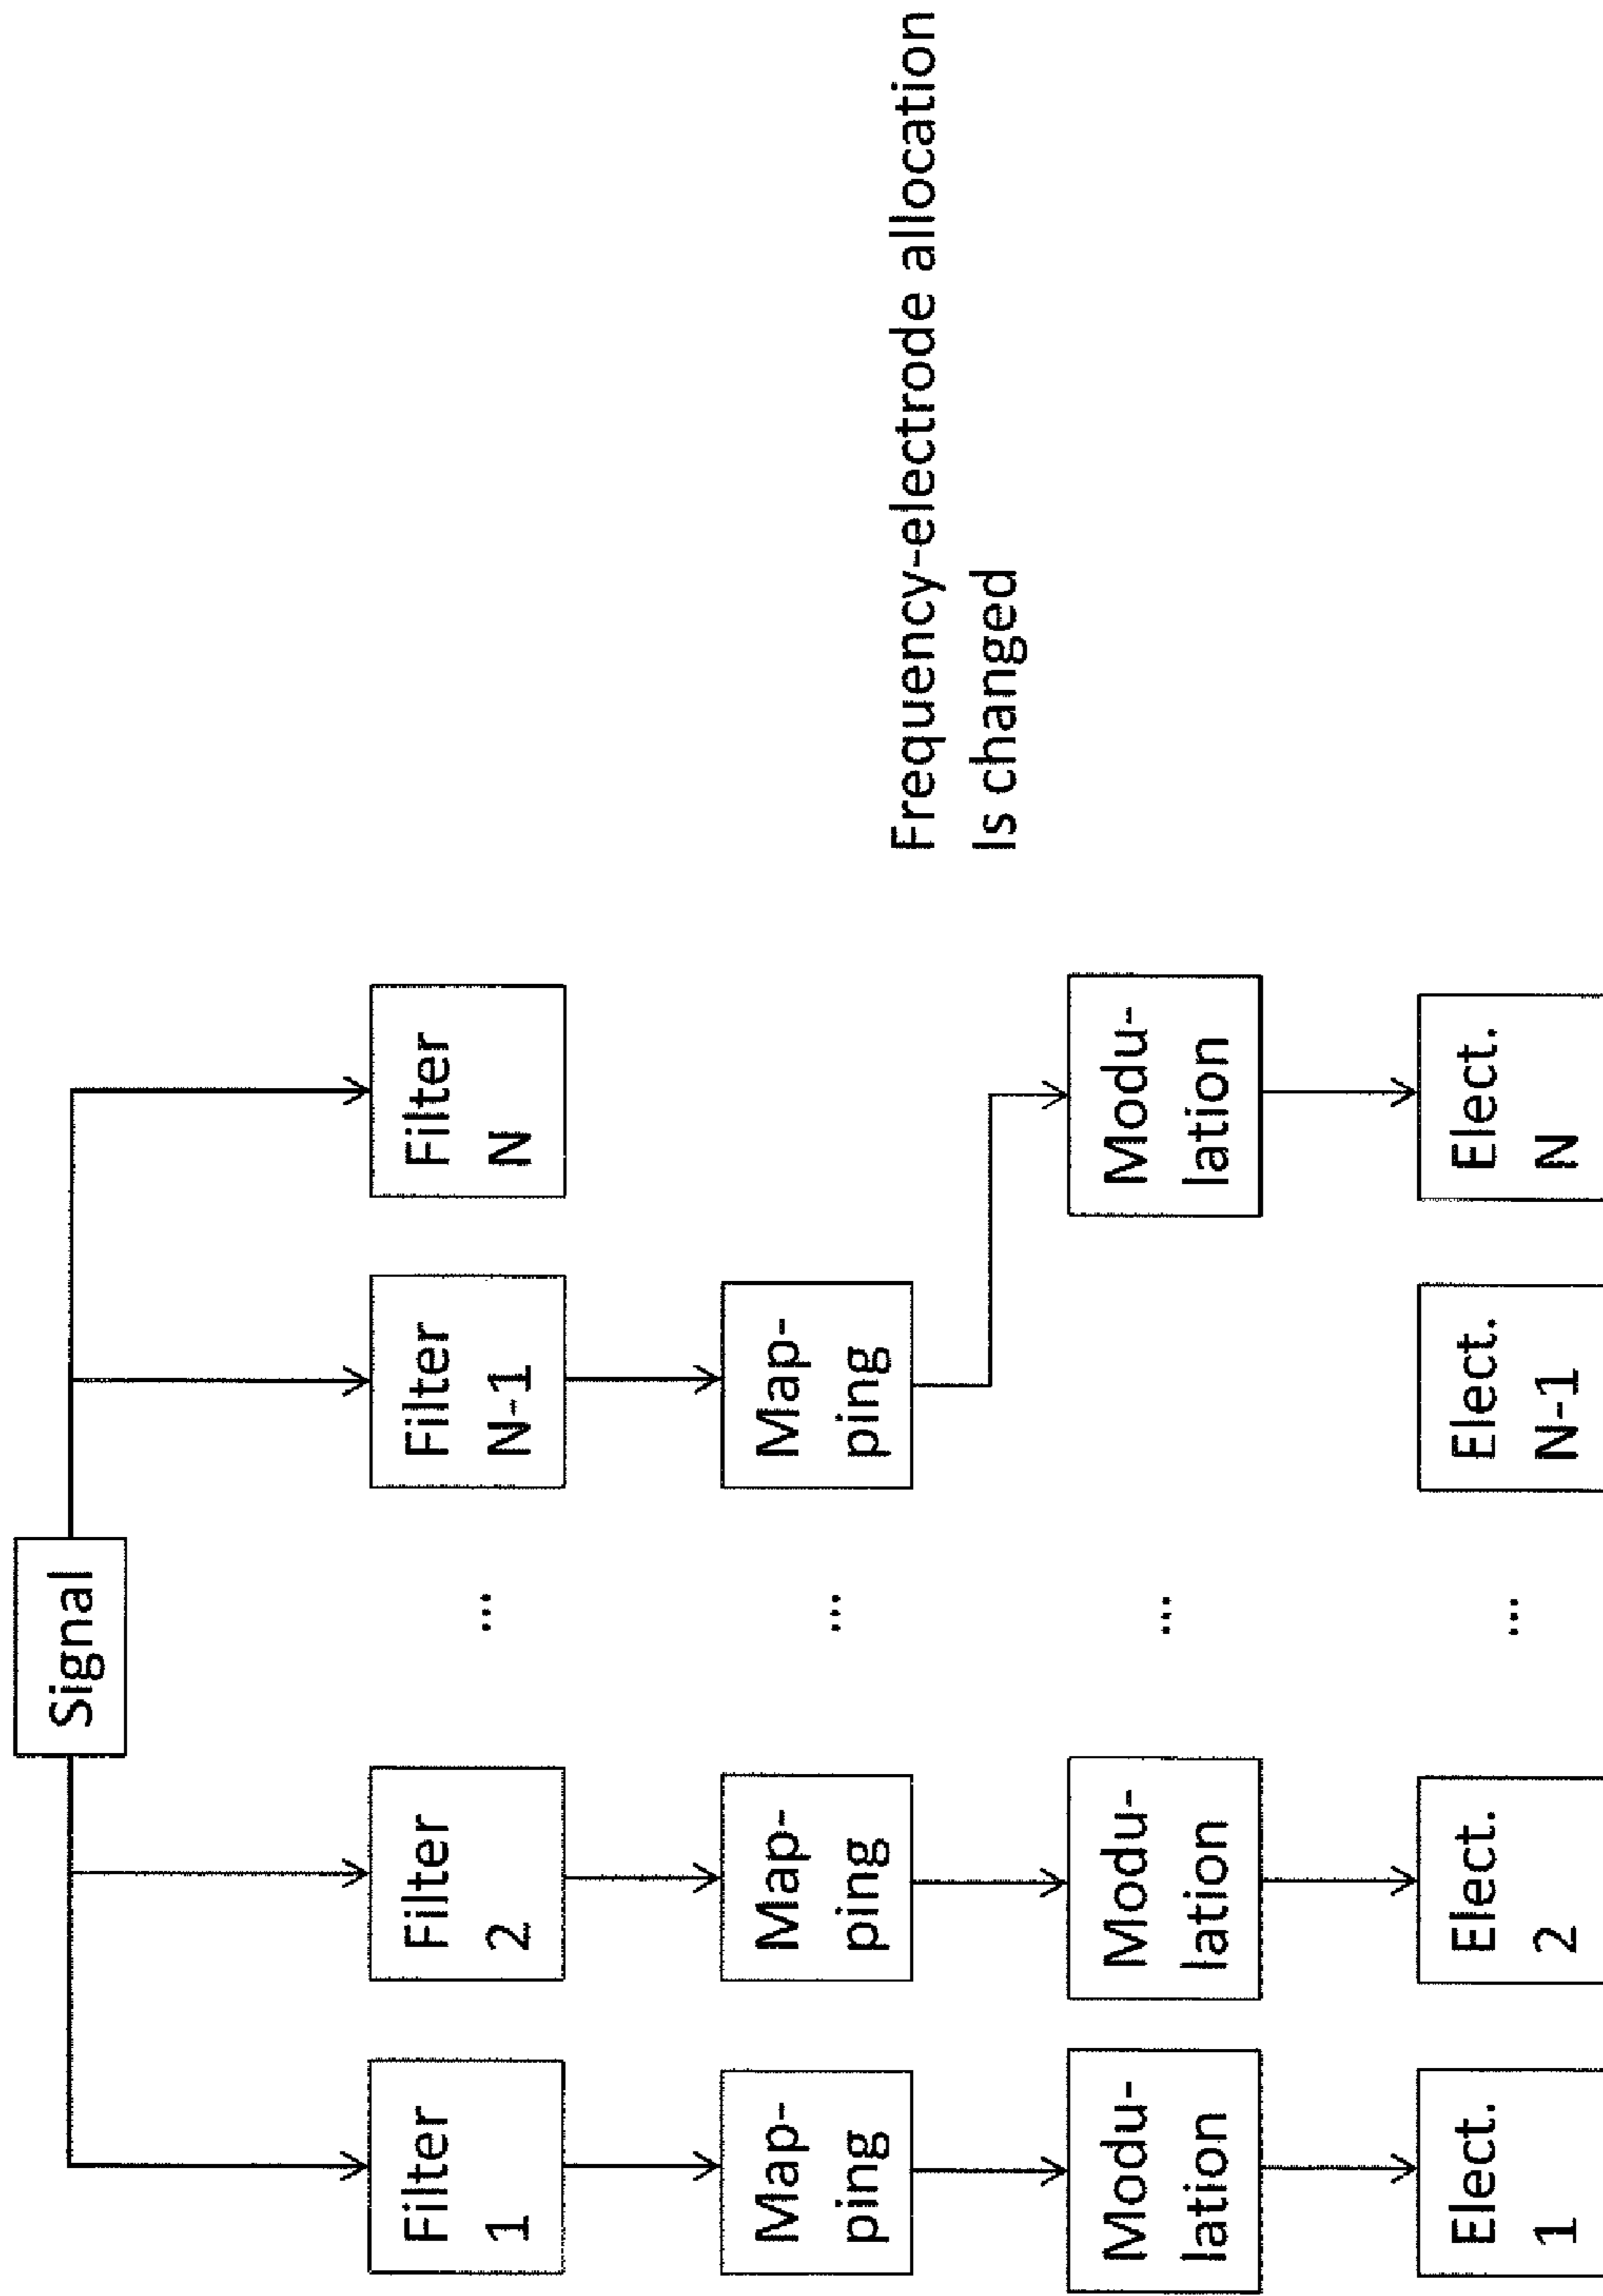 Signal
Filter
1
Filter
2
...
Filter
N-1
Filter
N
Map-
ping
Map-
ping
...
Map-
ping
Modu-
lation
Modu-
lation
...
Modu-
lation
Elect.
1
Elect.
2
...
Elect.
N-1
Elect.
N
Frequency-electrode allocation
Is changed